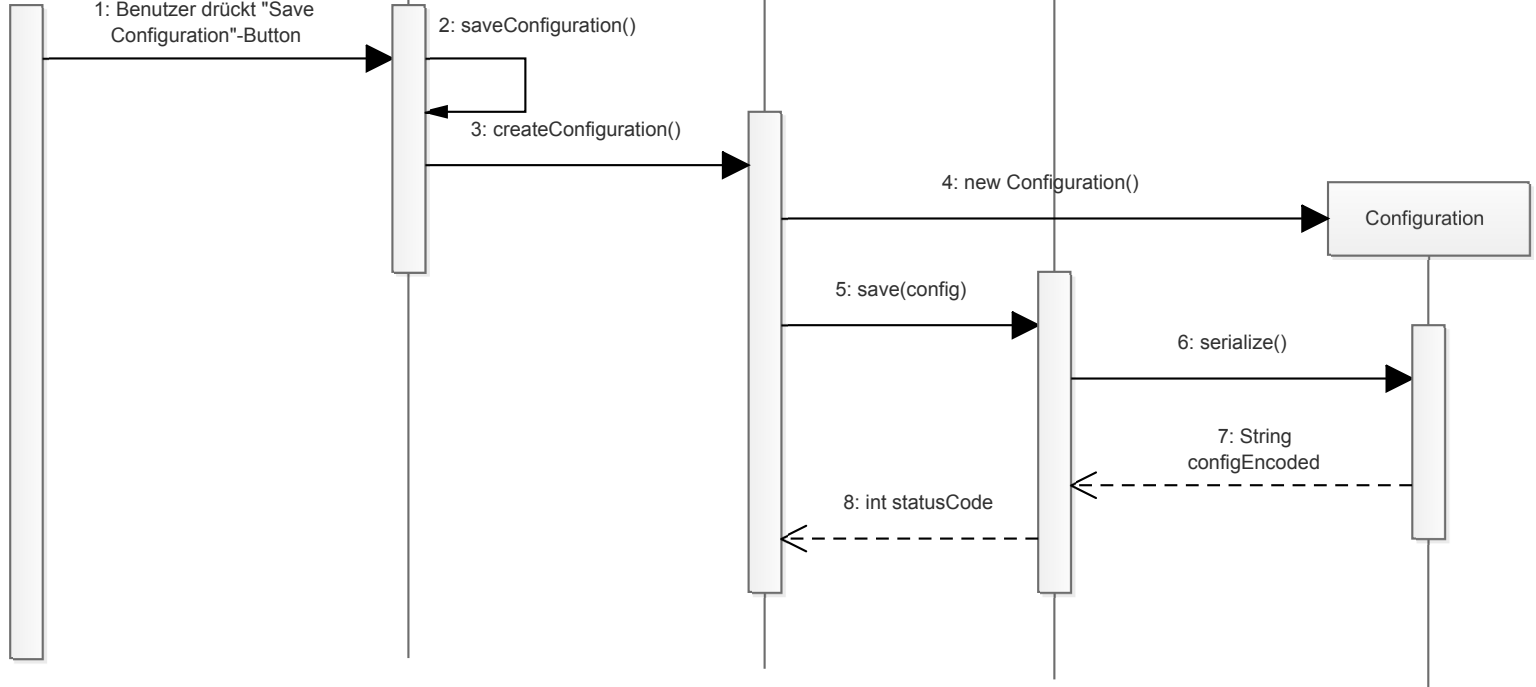 1: Benutzer drückt "Save
Configuration"-Button
2: saveConfiguration()
3: createConfiguration()
4: new Configuration()
Configuration
5: save(config)
6: serialize()
7: String
configEncoded
8: int statusCode